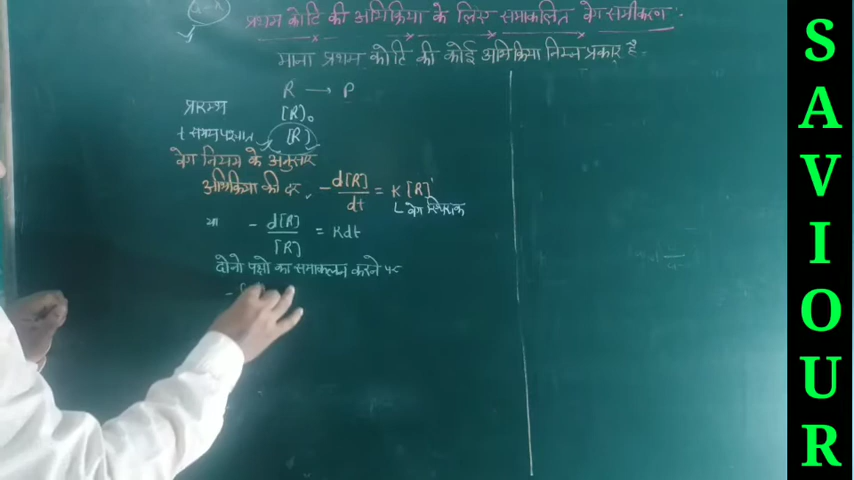 प्रथम कोटि की अभिक्रिया के लिए समाकलित वेग समीकरण :
माना प्रथम कोटि की कोई अभिक्रिया निम्न प्रकार है -
R → P
प्रारम्भ [R]₀
t समय पश्चात [R]
वेग नियम के अनुसार
अभिक्रिया की दर, - d[R]/dt = K [R]¹
वेग स्थिरांक
या - d[R]/[R] = Kdt
दोनो पक्षो का समाकलन करने पर
SAVIOUR